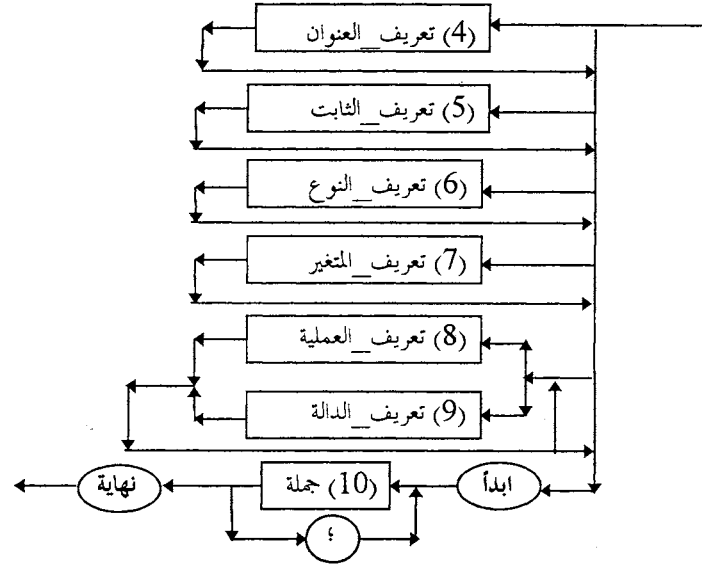 (4) تعريف_العنوان
(5) تعريف_الثابت
(6) تعريف_النوع
(7) تعريف_المتغير
(8) تعريف_العملية
(9) تعريف_الدالة
ابدأ (10) جملة نهاية
؛